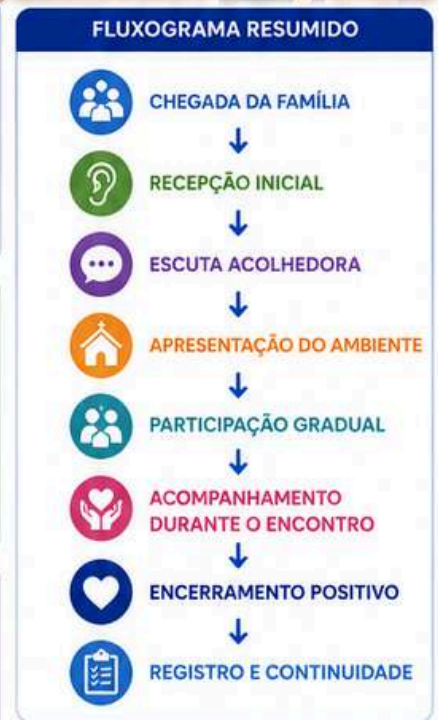 FLUXOGRAMA RESUMIDO
CHEGADA DA FAMÍLIA
RECEPÇÃO INICIAL
ESCUTA ACOLHEDORA
APRESENTAÇÃO DO AMBIENTE
PARTICIPAÇÃO GRADUAL
ACOMPANHAMENTO
DURANTE O ENCONTRO
ENCERRAMENTO POSITIVO
REGISTRO E CONTINUIDADE